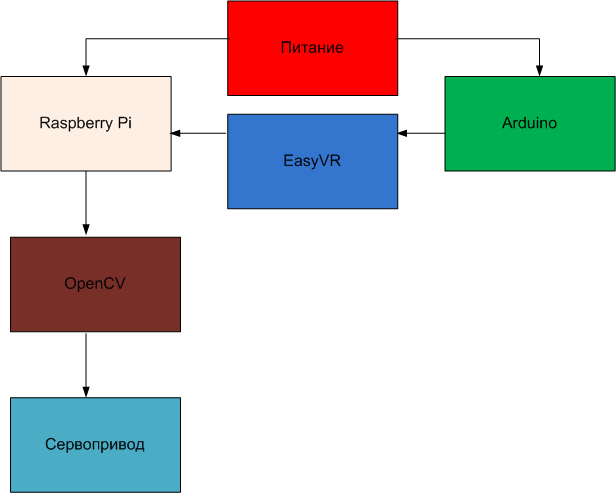 Питание
Raspberry Pi
Arduino
EasyVR
OpenCV
Сервопривод